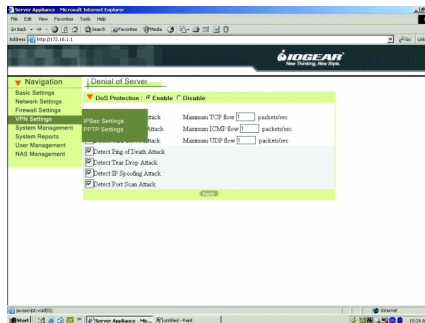 Server Appliance - Microsoft Internet Explorer
File Edit View Favorites Tools Help
Back Search Favorites Media
Address http://172.16.1.1 Go Link
IOGEAR
New Thinking, New Style.
Navigation
Basic Settings
Network Settings
Firewall Settings
VPN Settings
System Management
System Reports
User Management
NAS Management
IPSec Settings
PPTP Settings
Denial of Server
DoS Protection : Enable Disable
Attack Maximum TCP flow 1 packets/sec
Attack Maximum ICMP flow 1 packets/sec
Attack Maximum UDP flow 1 packets/sec
Detect Ping of Death Attack
Detect Tear Drop Attack
Detect IP Spoofing Attack
Detect Port Scan Attack
Apply
javascript:void(0); Internet
Start Server Appliance - Mic... untitled - Paint 10:24 A